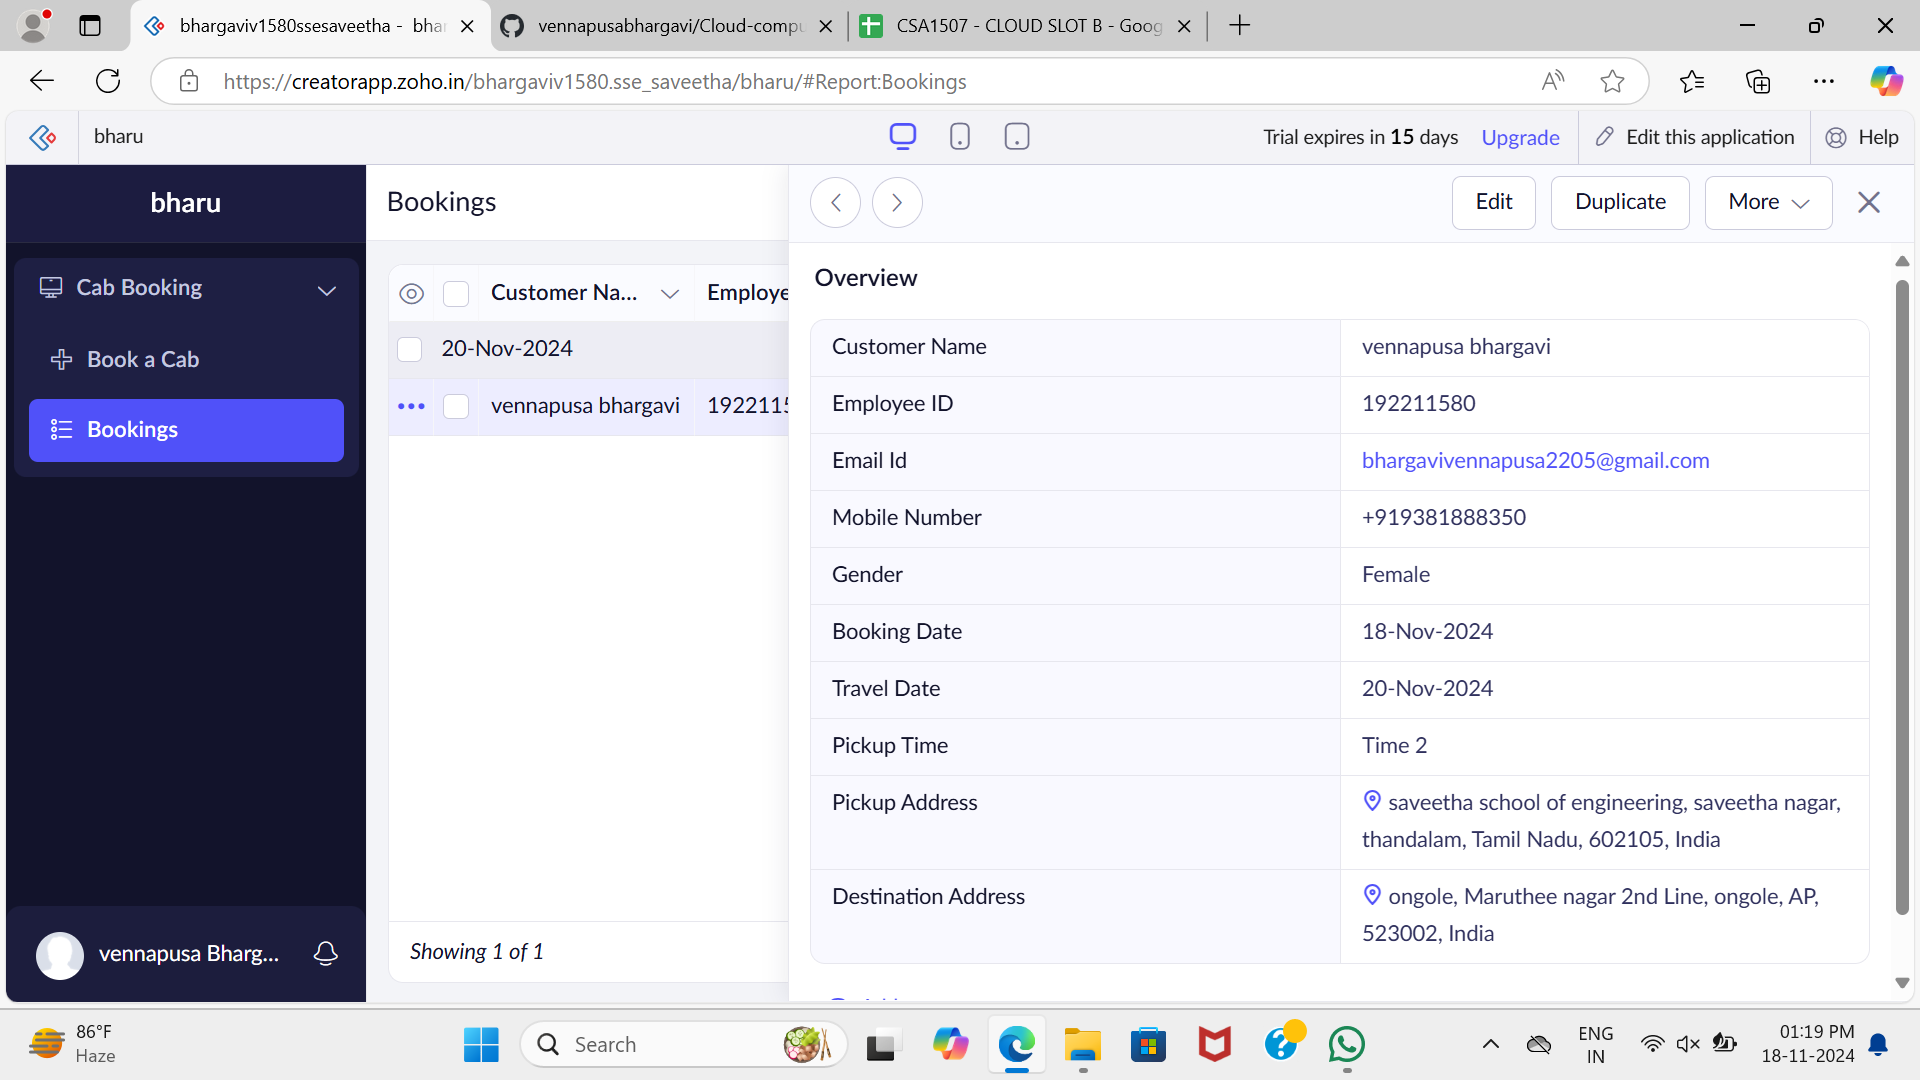 bhargaviv1580ssesaveetha - bhar
vennapusabhargavi/Cloud-compu
CSA1507 - CLOUD SLOT B - Goog
https://creatorapp.zoho.in/bhargaviv1580.sse_saveetha/bharu/#Report:Bookings
bharu
Trial expires in 15 days
Upgrade
Edit this application
Help
bharu
Cab Booking
Book a Cab
Bookings
vennapusa Bharg...
Bookings
Customer Na...
Employe
20-Nov-2024
vennapusa bhargavi
1922115
Showing 1 of 1
Edit
Duplicate
More
Overview
Customer Name
vennapusa bhargavi
Employee ID
192211580
Email Id
bhargavivennapusa2205@gmail.com
Mobile Number
+919381888350
Gender
Female
Booking Date
18-Nov-2024
Travel Date
20-Nov-2024
Pickup Time
Time 2
Pickup Address
saveetha school of engineering, saveetha nagar,
thandalam, Tamil Nadu, 602105, India
Destination Address
ongole, Maruthee nagar 2nd Line, ongole, AP,
523002, India
86°F
Haze
Search
ENG
IN
01:19 PM
18-11-2024